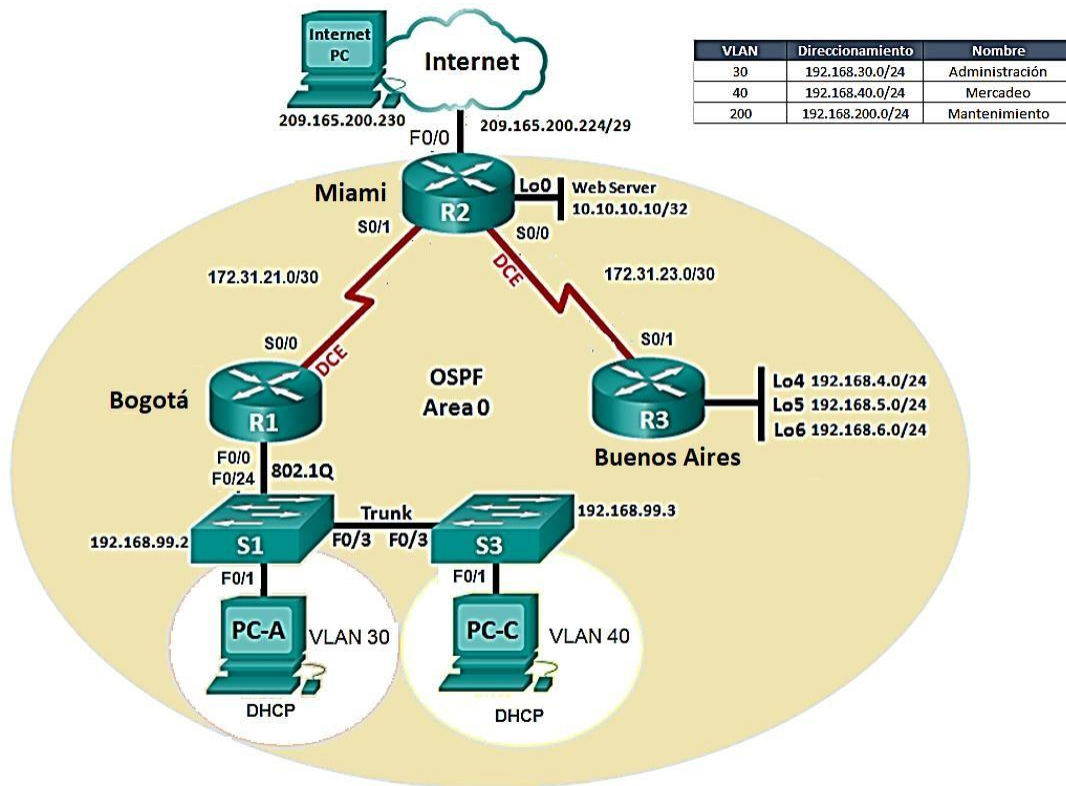 Internet
PC
Internet
209.165.200.230
209.165.200.224/29
F0/0
VLAN Direccionamiento Nombre
30 192.168.30.0/24 Administración
40 192.168.40.0/24 Mercadeo
200 192.168.200.0/24 Mantenimiento
Miami
R2
Lo0
Web Server
10.10.10.10/32
S0/1
S0/0
DCE
172.31.21.0/30
172.31.23.0/30
S0/0
DCE
S0/1
OSPF
Area 0
Bogotá
R1
R3
Buenos Aires
Lo4 192.168.4.0/24
Lo5 192.168.5.0/24
Lo6 192.168.6.0/24
F0/0
F0/24
802.1Q
Trunk
192.168.99.3
192.168.99.2
S1
F0/3
F0/3
S3
F0/1
F0/1
PC-A
VLAN 30
PC-C
VLAN 40
DHCP
DHCP